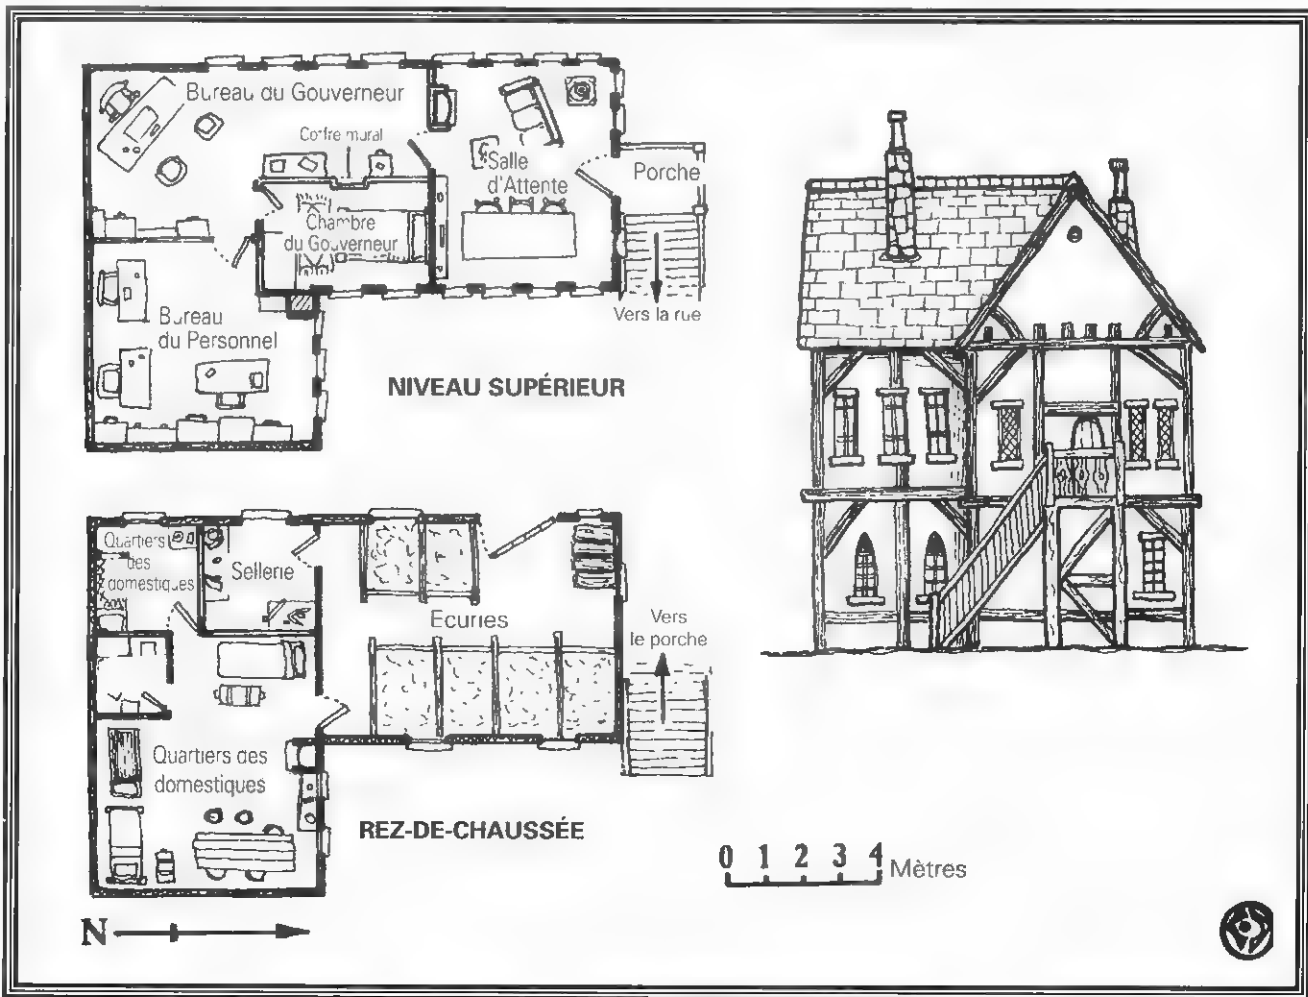 Bureau du Gouverneur
Coffre mural
Salle
d'Attente
Porche
Chambre
du Gouverneur
Vers la rue
Bureau
du Personnel
NIVEAU SUPÉRIEUR
Quartiers
des
domestiques
Sellerie
Ecuries
Vers
le porche
Quartiers des
domestiques
REZ-DE-CHAUSSÉE
0 1 2 3 4 Mètres
N